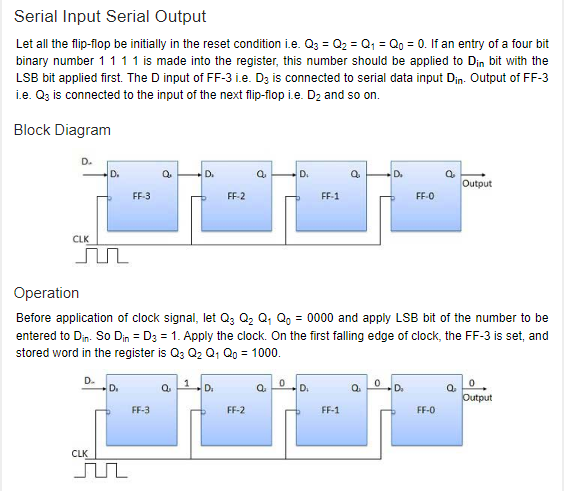 Serial Input Serial Output
Let all the flip-flop be initially in the reset condition i.e. Q3 = Q2 = Q1 = Q0 = 0. If an entry of a four bit
binary number 1 1 1 1 is made into the register, this number should be applied to Din bit with the
LSB bit applied first. The D input of FF-3 i.e. D3 is connected to serial data input Din. Output of FF-3
i.e. Q3 is connected to the input of the next flip-flop i.e. D2 and so on.
Block Diagram
D
D Q D Q D Q D Q
Output
FF-3 FF-2 FF-1 FF-0
CLK
Operation
Before application of clock signal, let Q3 Q2 Q1 Q0 = 0000 and apply LSB bit of the number to be
entered to Din. So Din = D3 = 1. Apply the clock. On the first falling edge of clock, the FF-3 is set, and
stored word in the register is Q3 Q2 Q1 Q0 = 1000.
D 1 0 0 0
D Q D Q D Q D Q
Output
FF-3 FF-2 FF-1 FF-0
CLK